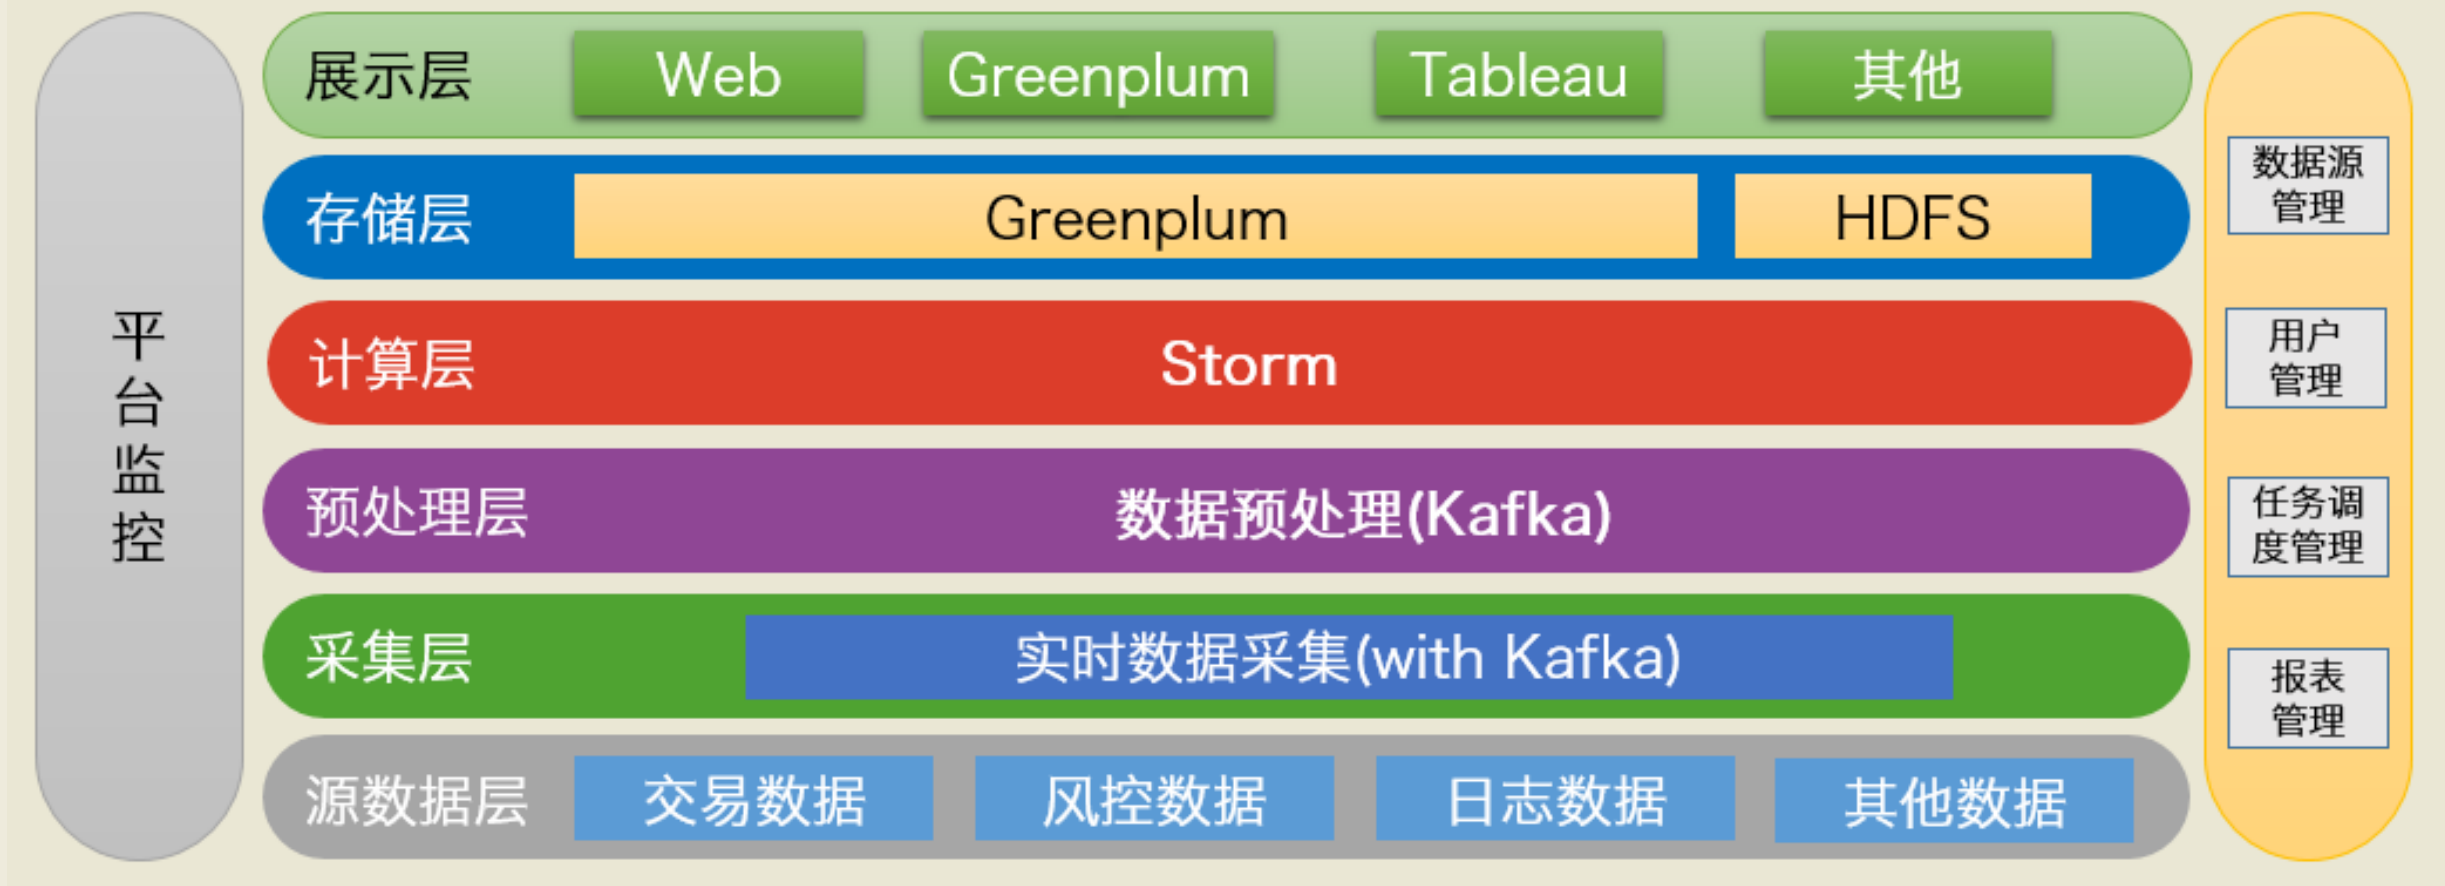 平
台
监
控
展示层 Web Greenplum Tableau 其他
存储层 Greenplum HDFS
计算层 Storm
预处理层 数据预处理(Kafka)
采集层 实时数据采集(with Kafka)
源数据层 交易数据 风控数据 日志数据 其他数据
数据源
管理
用户
管理
任务调
度管理
报表
管理